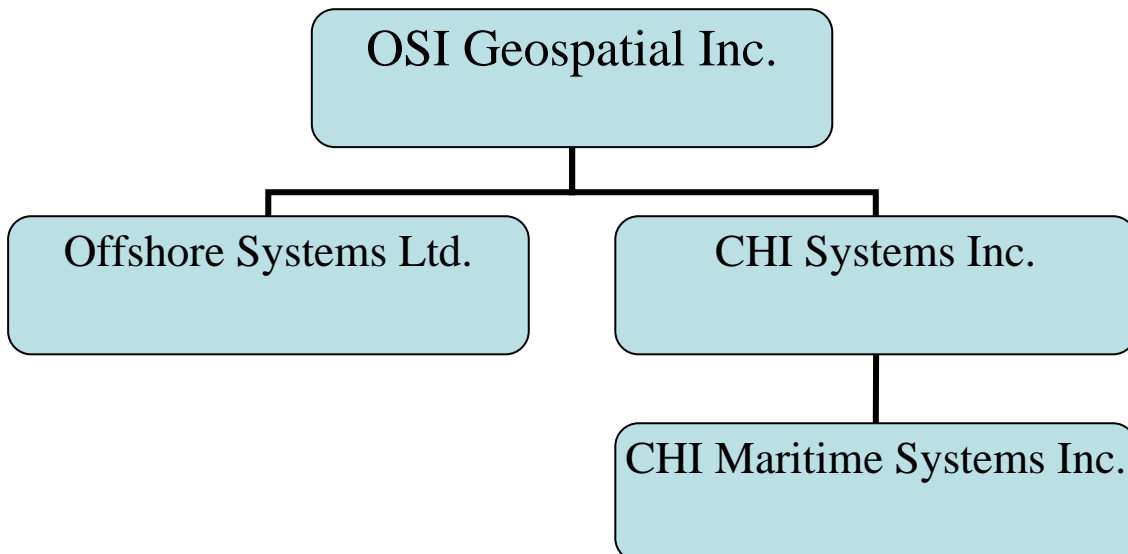 OSI Geospatial Inc.
Offshore Systems Ltd.
CHI Systems Inc.
CHI Maritime Systems Inc.